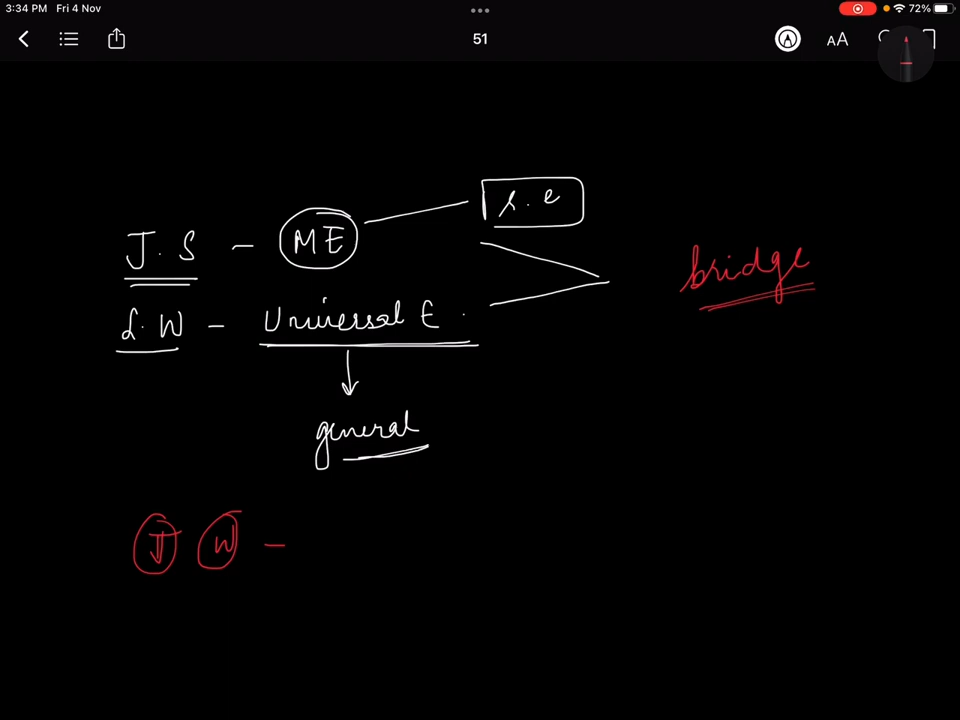 3:34 PM Fri 4 Nov 72%
51
AA
s.e
J.S - ME
bridge
L.W - Universal E.
general
J W -